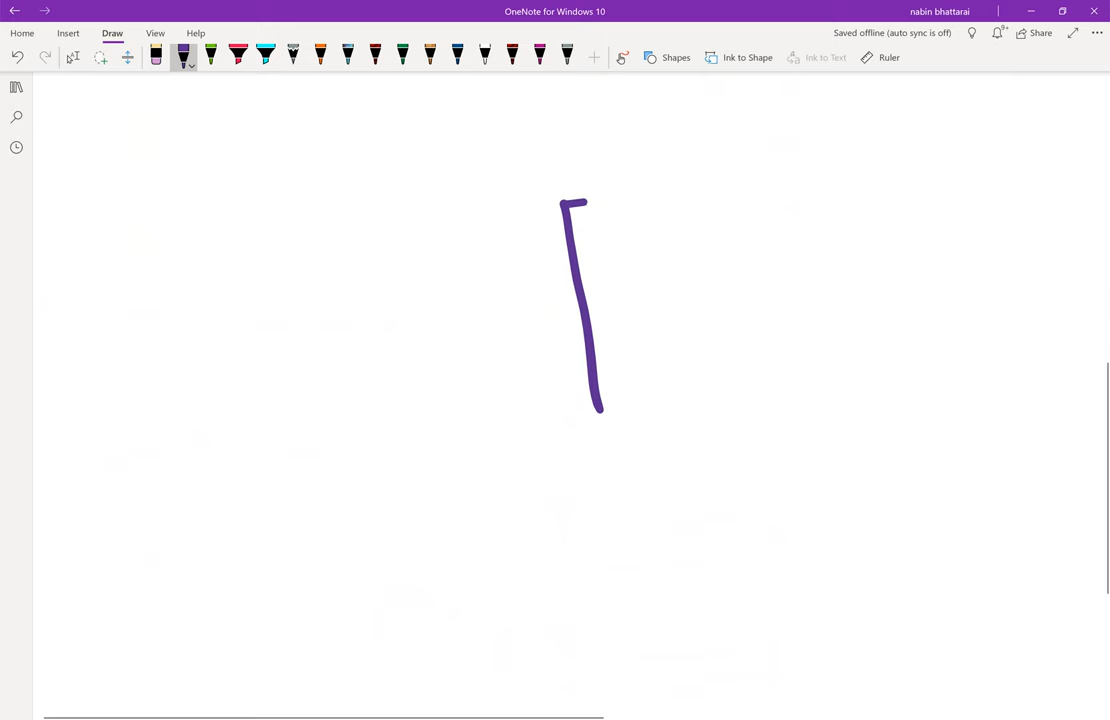 OneNote for Windows 10
nabin bhattarai
Home Insert Draw View Help
Saved offline (auto sync is off)
9+
Share
Shapes
Ink to Shape
Ink to Text
Ruler